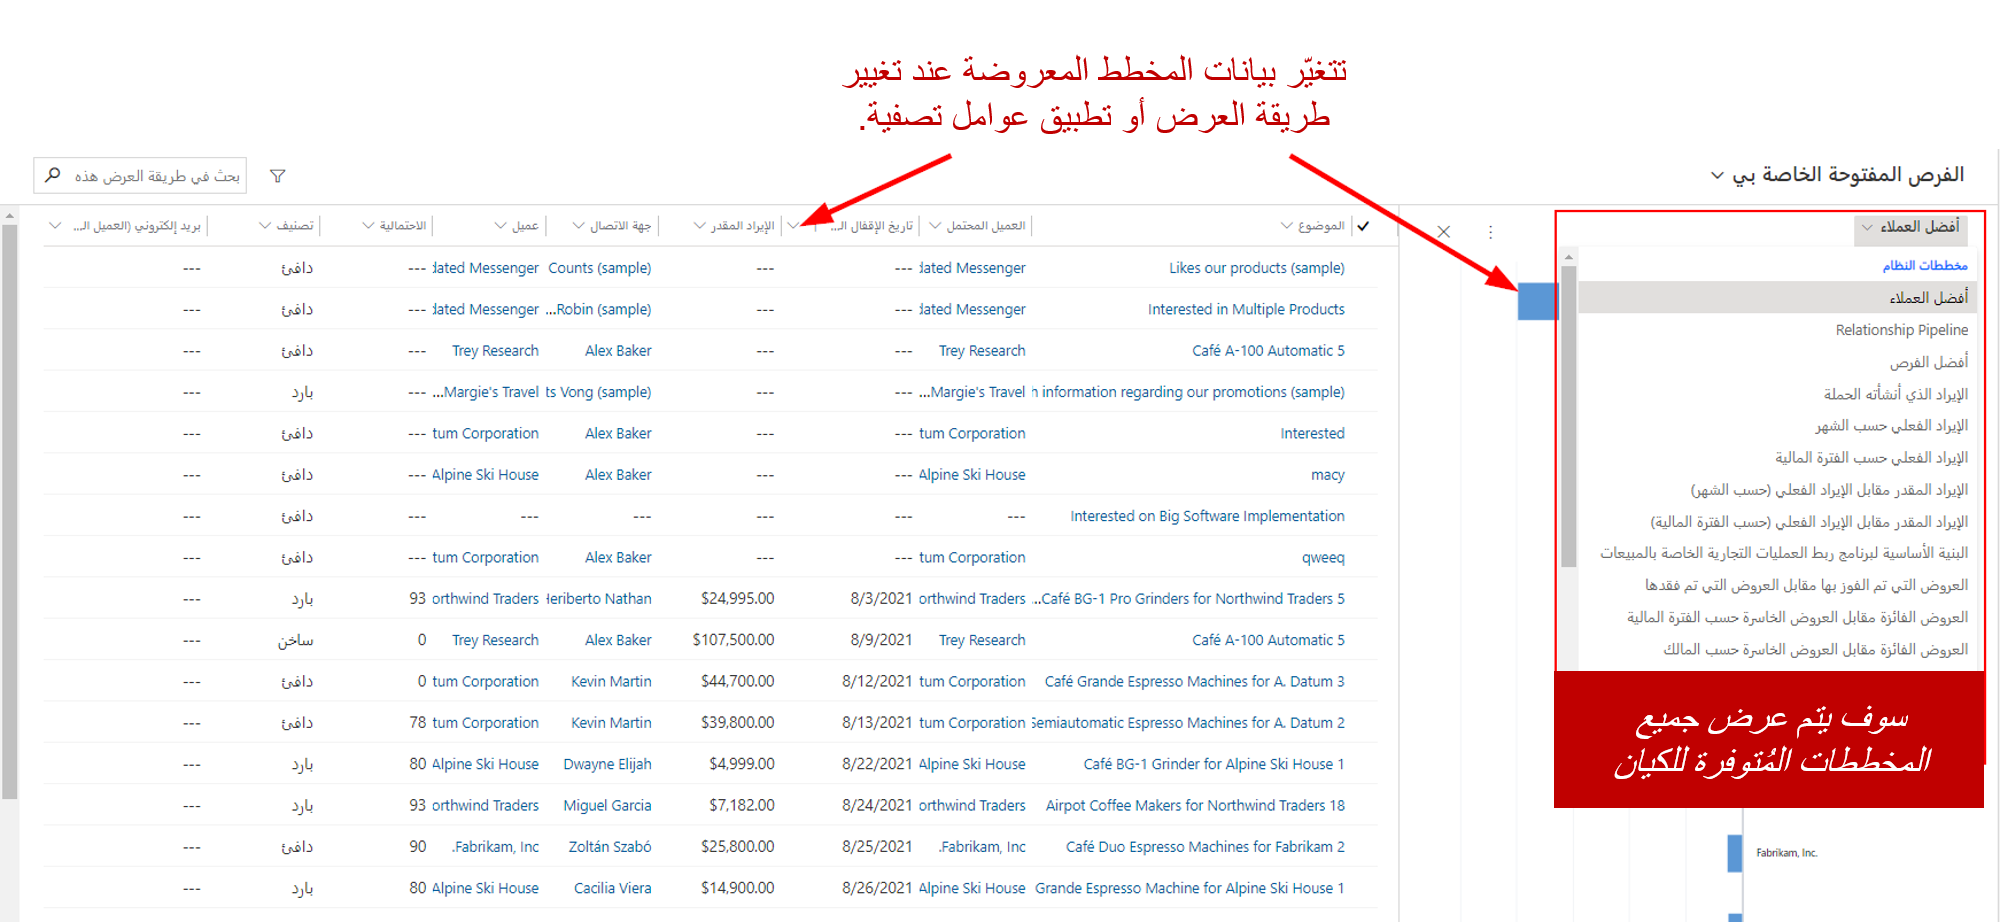 تتغيّر بيانات المخطط المعروضة عند تغيير
طريقة العرض أو تطبيق عوامل تصفية.
الفرص المفتوحة الخاصة بي
بحث في طريقة العرض هذه
أفضل العملاء
مخططات النظام
أفضل العملاء
Relationship Pipeline
أفضل الفرص
الإيراد الذي أنشأته الحملة
الإيراد الفعلي حسب الشهر
الإيراد الفعلي حسب الفترة المالية
الإيراد المقدر مقابل الإيراد الفعلي (حسب الشهر)
الإيراد المقدر مقابل الإيراد الفعلي (حسب الفترة المالية)
البنية الأساسية لبرنامج ربط العمليات التجارية الخاصة بالمبيعات
العروض التي تم الفوز بها مقابل العروض التي تم فقدها
العروض الفائزة مقابل العروض الخاسرة حسب الفترة المالية
العروض الفائزة مقابل العروض الخاسرة حسب المالك
سوف يتم عرض جميع
المخططات المُتوفرة للكيان
Fabrikam, Inc.
الموضوع العميل المحتمل تاريخ الإقفال الـ... الإيراد المقدر جهة الاتصال عميل الاحتمالية تصنيف بريد إلكتروني (العميل الـ...
Likes our products (sample) dated Messenger --- --- Counts (sample) dated Messenger --- دافئ ---
Interested in Multiple Products dated Messenger --- --- Robin (sample)... dated Messenger --- دافئ ---
Café A-100 Automatic 5 Trey Research --- --- Alex Baker Trey Research --- دافئ ---
information regarding our promotions (sample) Margie's Travel... --- --- ts Vong (sample) Margie's Travel... --- بارد ---
Interested tum Corporation --- --- Alex Baker tum Corporation --- دافئ ---
macy Alpine Ski House --- --- Alex Baker Alpine Ski House --- دافئ ---
Interested on Big Software Implementation --- --- --- --- --- --- دافئ ---
qweeq tum Corporation --- --- Alex Baker tum Corporation --- دافئ ---
Café BG-1 Pro Grinders for Northwind Traders 5... orthwind Traders 8/3/2021 $24,995.00 Heriberto Nathan orthwind Traders 93 بارد ---
Café A-100 Automatic 5 Trey Research 8/9/2021 $107,500.00 Alex Baker Trey Research 0 ساخن ---
Café Grande Espresso Machines for A. Datum 3 tum Corporation 8/12/2021 $44,700.00 Kevin Martin tum Corporation 0 دافئ ---
Semiautomatic Espresso Machines for A. Datum 2 tum Corporation 8/13/2021 $39,800.00 Kevin Martin tum Corporation 78 دافئ ---
Café BG-1 Grinder for Alpine Ski House 1 Alpine Ski House 8/22/2021 $4,999.00 Dwayne Elijah Alpine Ski House 80 بارد ---
Airpot Coffee Makers for Northwind Traders 18 orthwind Traders 8/24/2021 $7,182.00 Miguel Garcia orthwind Traders 93 بارد ---
Café Duo Espresso Machines for Fabrikam 2 .Fabrikam, Inc 8/25/2021 $25,800.00 Zoltán Szabó .Fabrikam, Inc 90 دافئ ---
Grande Espresso Machine for Alpine Ski House 1 Alpine Ski House 8/26/2021 $14,900.00 Cacilia Viera Alpine Ski House 80 بارد ---